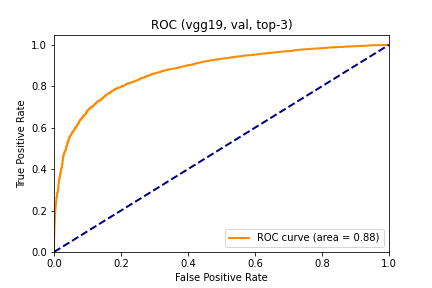 ROC (vgg19, val, top-3)
True Positive Rate
1.0
0.8
0.6
0.4
0.2
0.0
ROC curve (area = 0.88)
0.0 0.2 0.4 0.6 0.8 1.0
False Positive Rate